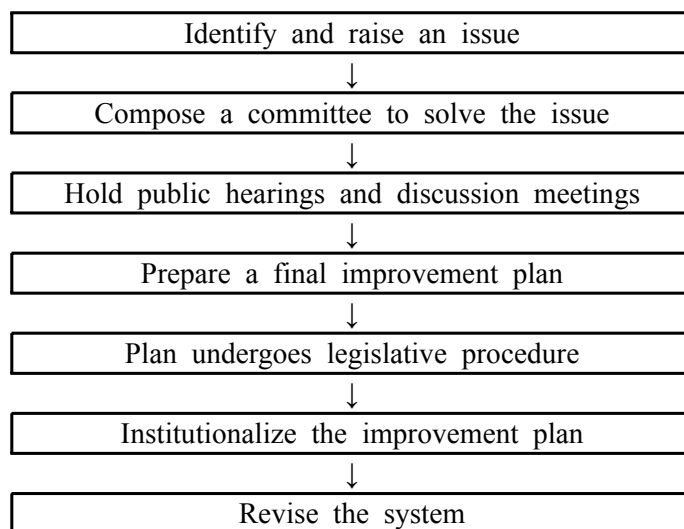 Identify and raise an issue
↓
Compose a committee to solve the issue
↓
Hold public hearings and discussion meetings
↓
Prepare a final improvement plan
↓
Plan undergoes legislative procedure
↓
Institutionalize the improvement plan
↓
Revise the system